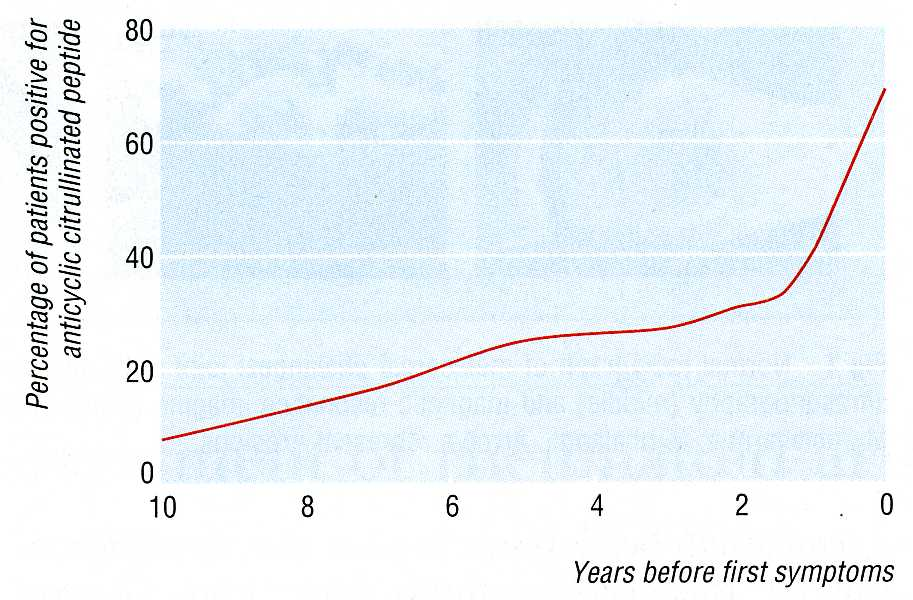 Percentage of patients positive for
anticyclic citrullinated peptide
80
60
40
20
0
10 8 6 4 2 0
Years before first symptoms